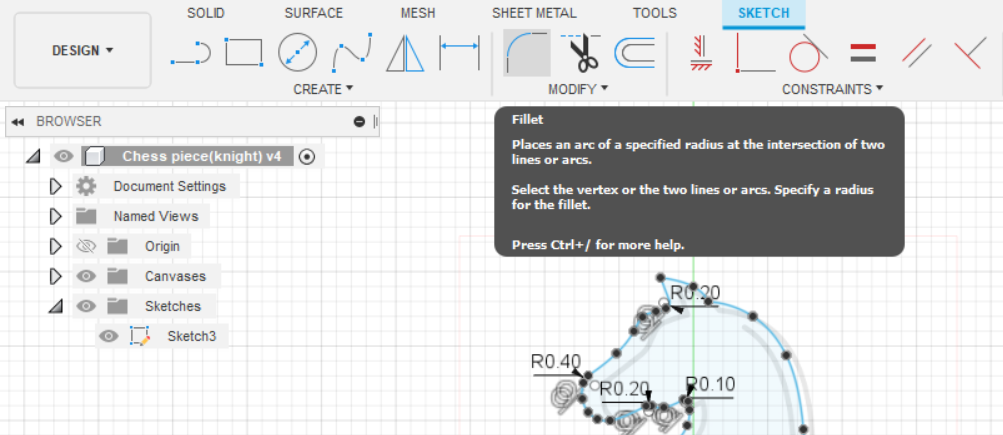 SOLID SURFACE MESH SHEET METAL TOOLS SKETCH
DESIGN ▾
CREATE ▾ MODIFY ▾ CONSTRAINTS ▾
BROWSER
Chess piece(knight) v4
Document Settings
Named Views
Origin
Canvases
Sketches
Sketch3
Fillet
Places an arc of a specified radius at the intersection of two
lines or arcs.
Select the vertex or the two lines or arcs. Specify a radius
for the fillet.
Press Ctrl+/ for more help.
R0.20
R0.40
R0.20 R0.10